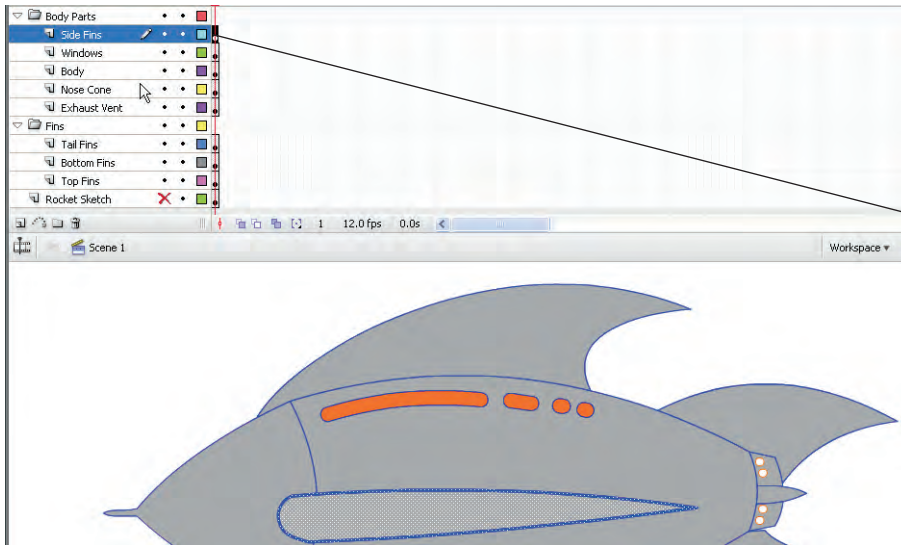 Body Parts
Side Fins
Windows
Body
Nose Cone
Exhaust Vent
Fins
Tail Fins
Bottom Fins
Top Fins
Rocket Sketch
1 12.0 fps 0.0s
Scene 1 Workspace